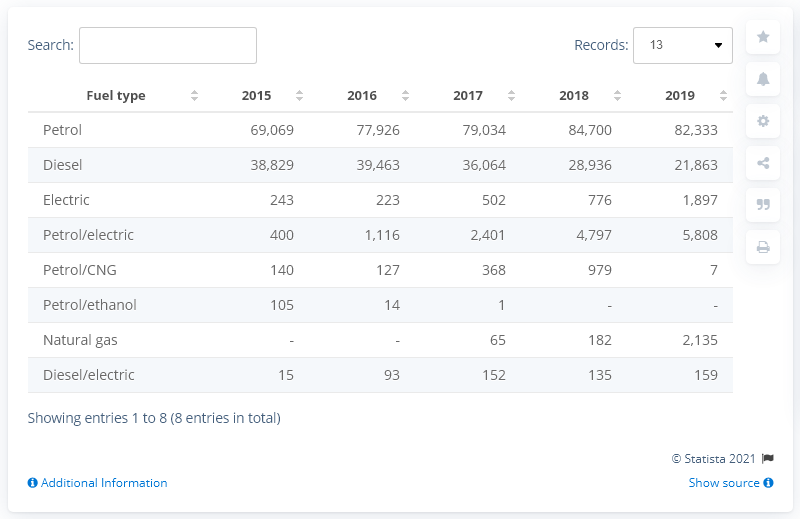 Search:
Records: 13
Fuel type 2015 2016 2017 2018 2019
Petrol 69,069 77,926 79,034 84,700 82,333
Diesel 38,829 39,463 36,064 28,936 21,863
Electric 243 223 502 776 1,897
Petrol/electric 400 1,116 2,401 4,797 5,808
Petrol/CNG 140 127 368 979 7
Petrol/ethanol 105 14 1 - -
Natural gas - - 65 182 2,135
Diesel/electric 15 93 152 135 159
Showing entries 1 to 8 (8 entries in total)
© Statista 2021
Additional Information
Show source